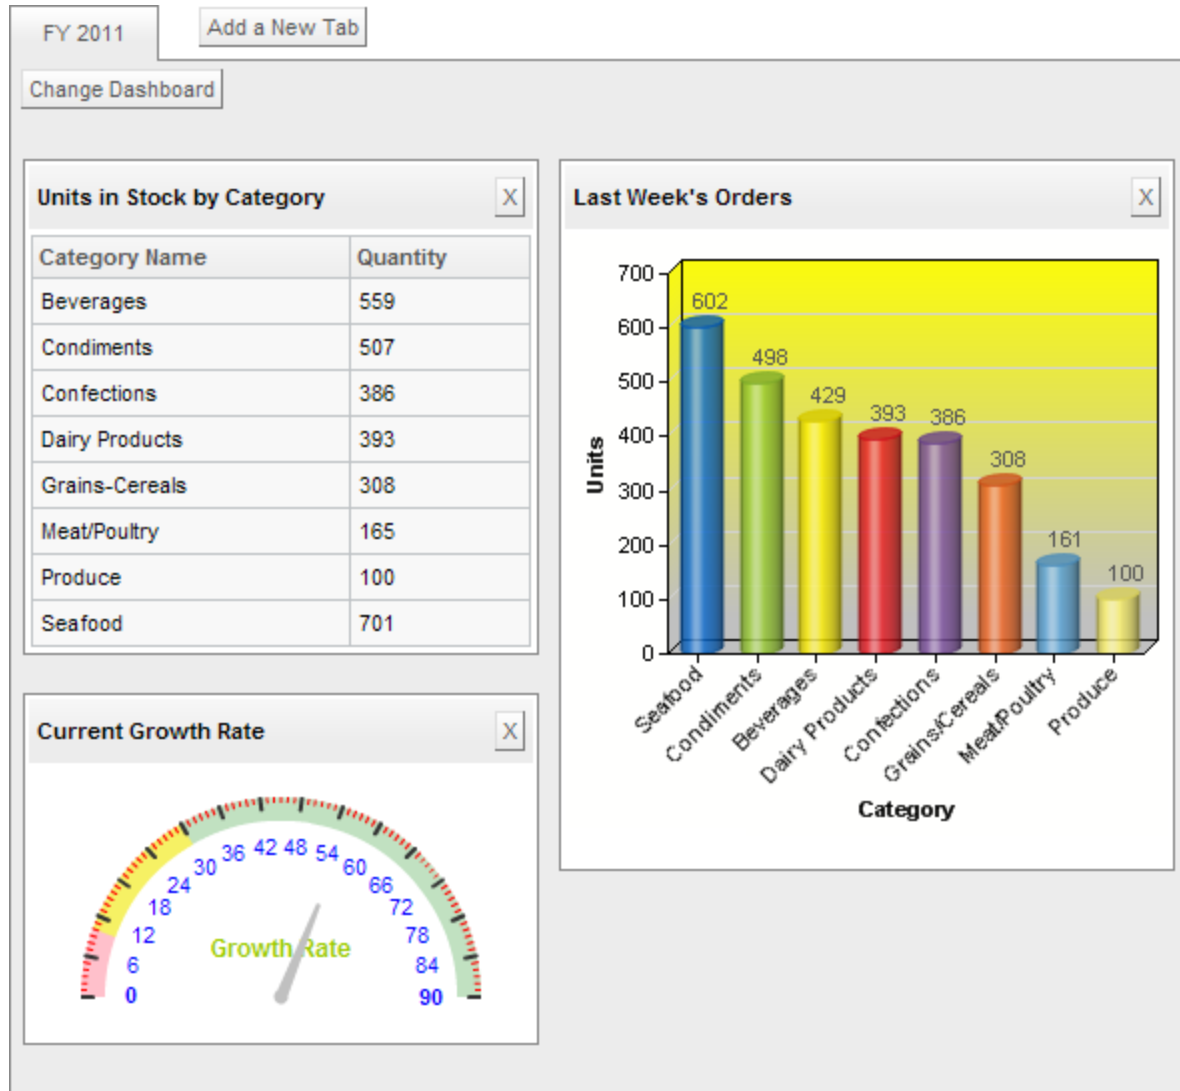 FY 2011
Add a New Tab
Change Dashboard
Units in Stock by Category
X
Category Name Quantity
Beverages 559
Condiments 507
Confections 386
Dairy Products 393
Grains-Cereals 308
Meat/Poultry 165
Produce 100
Seafood 701
Current Growth Rate
X
0
6
12
18
24
30
36
42
48
54
60
66
72
78
84
90
Growth Rate
Last Week's Orders
X
Units
700
600
500
400
300
200
100
0
602
498
429
393
386
308
161
100
Seafood
Condiments
Beverages
Dairy Products
Confections
Grains/Cereals
Meat/Poultry
Produce
Category